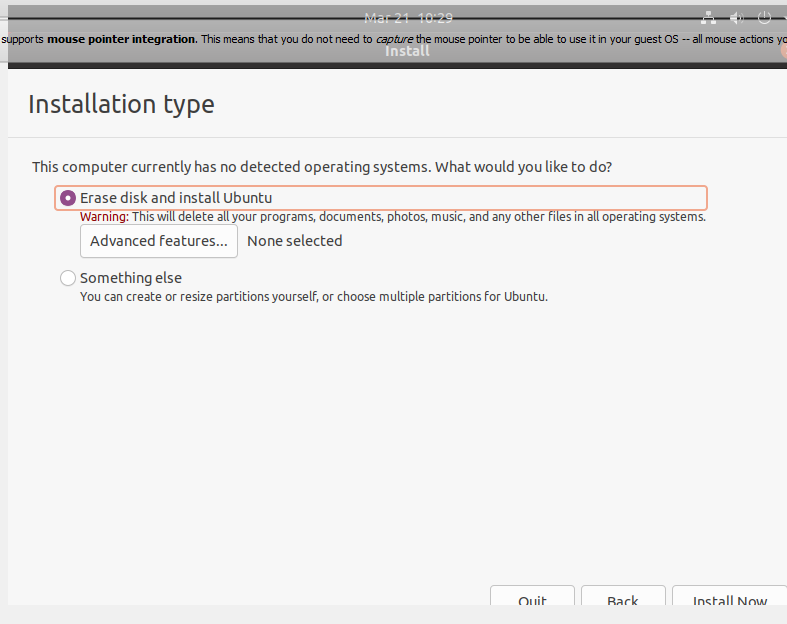 Mar 21 10:29
supports mouse pointer integration. This means that you do not need to capture the mouse pointer to be able to use it in your guest OS -- all mouse actions
Install
Installation type
This computer currently has no detected operating systems. What would you like to do?
Erase disk and install Ubuntu
Warning: This will delete all your programs, documents, photos, music, and any other files in all operating systems.
Advanced features... None selected
Something else
You can create or resize partitions yourself, or choose multiple partitions for Ubuntu.
Quit Back Install Now